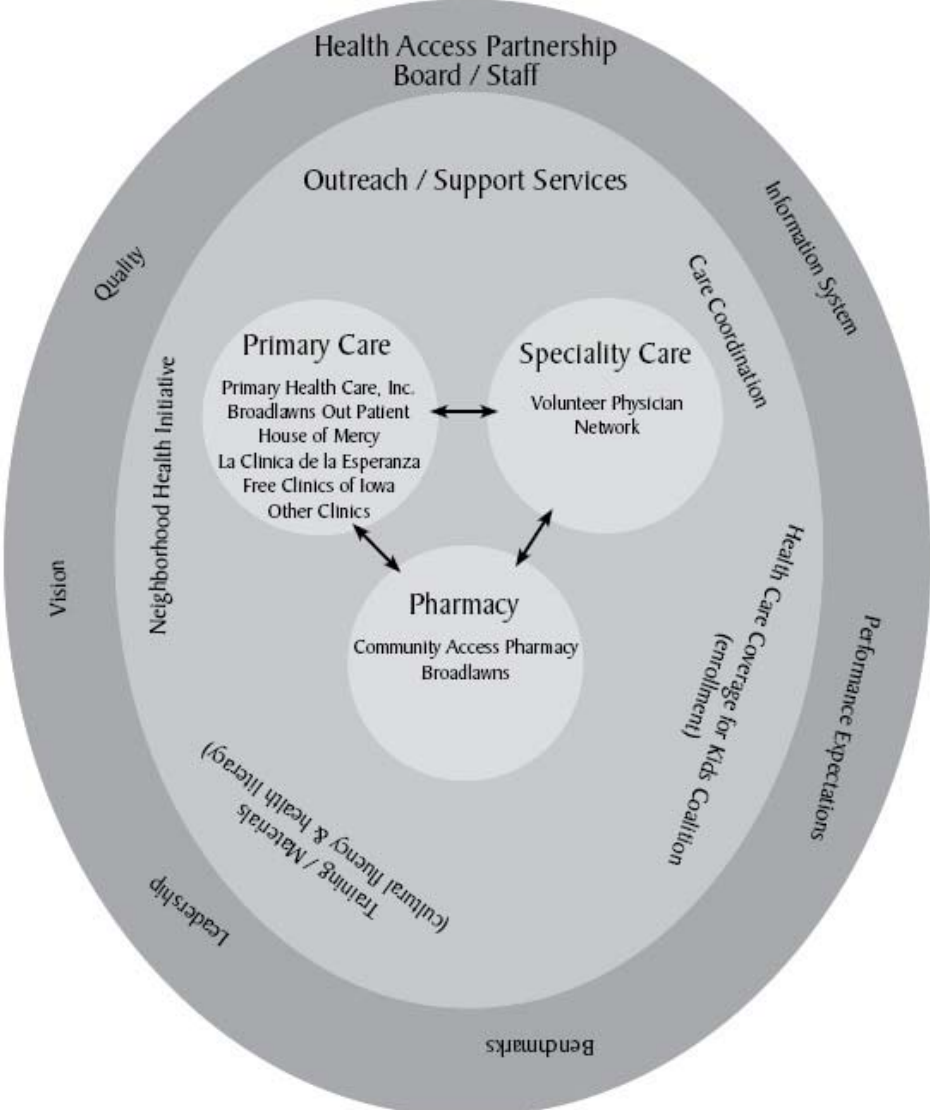 Health Access Partnership
Board / Staff
Outreach / Support Services
Information System
Quality
Care Coordination
Primary Care
Primary Health Care, Inc.
Broadlawns Out Patient
House of Mercy
La Clinica de la Esperanza
Free Clinics of Iowa
Other Clinics
Speciality Care
Volunteer Physician
Network
Neighborhood Health Initiative
Vision
Pharmacy
Community Access Pharmacy
Broadlawns
Health Care Coverage for Kids Coalition
(enrollment)
Performance Expectations
Training / Materials
(cultural fluency & health literacy)
Leadership
Benchmarks